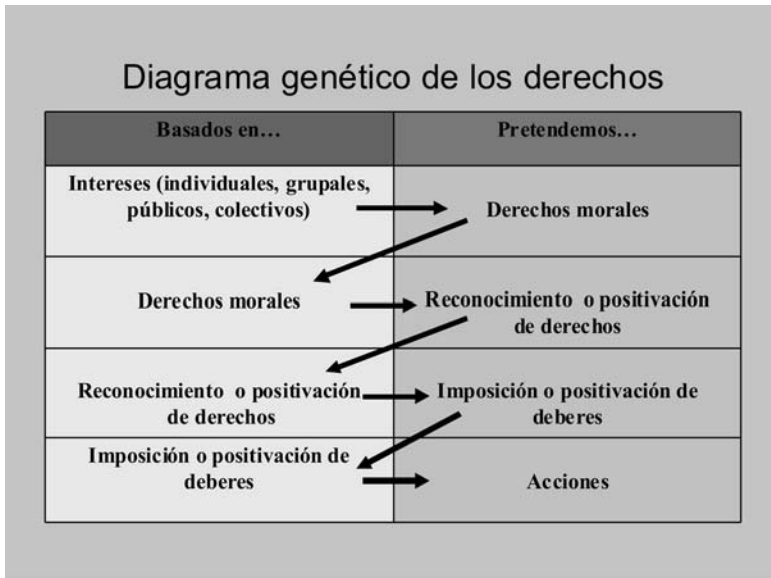 Diagrama genético de los derechos
Basados en…
Pretendemos…
Intereses (individuales, grupales,
públicos, colectivos)
Derechos morales
Derechos morales
Reconocimiento o positivación
de derechos
Reconocimiento o positivación
de derechos
Imposición o positivación de
deberes
Imposición o positivación de
deberes
Acciones